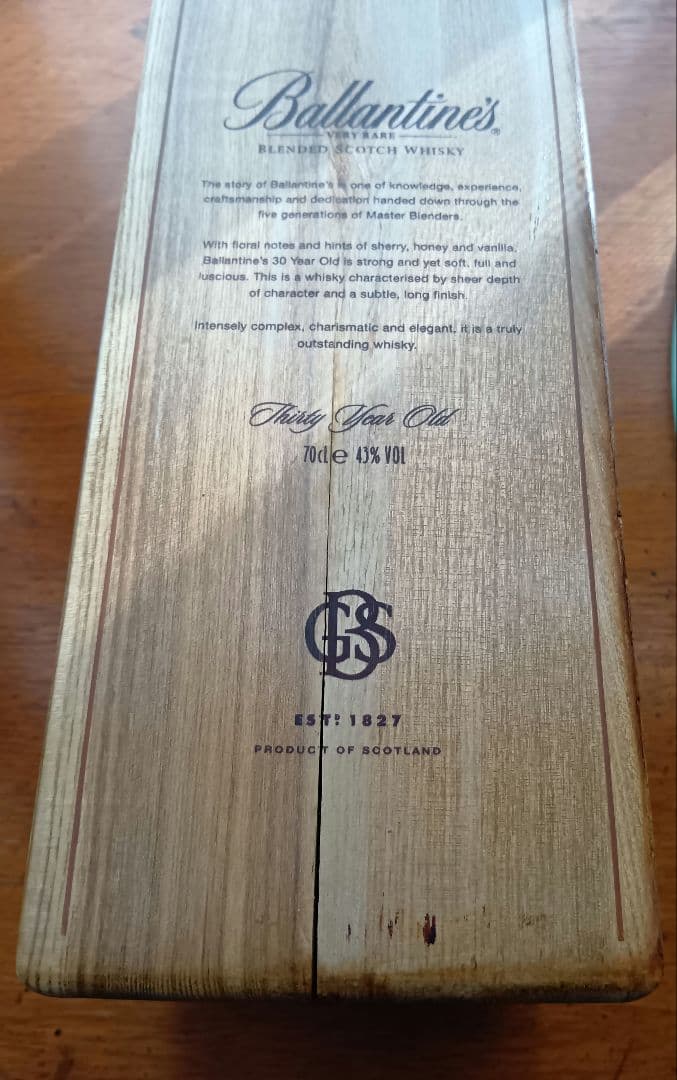 Ballantine's®
VERY RARE
BLENDED SCOTCH WHISKY
The story of Ballantine's is one of knowledge, experience,
craftsmanship and dedication handed down through the
five generations of Master Blenders.
With floral notes and hints of sherry, honey and vanilla,
Ballantine's 30 Year Old is strong and yet soft, full and
luscious. This is a whisky characterised by sheer depth
of character and a subtle, long finish.
Intensely complex, charismatic and elegant, it is a truly
outstanding whisky.
Thirty Year Old
70cl e 43% VOL
GBS
ESTD 1827
PRODUCT OF SCOTLAND